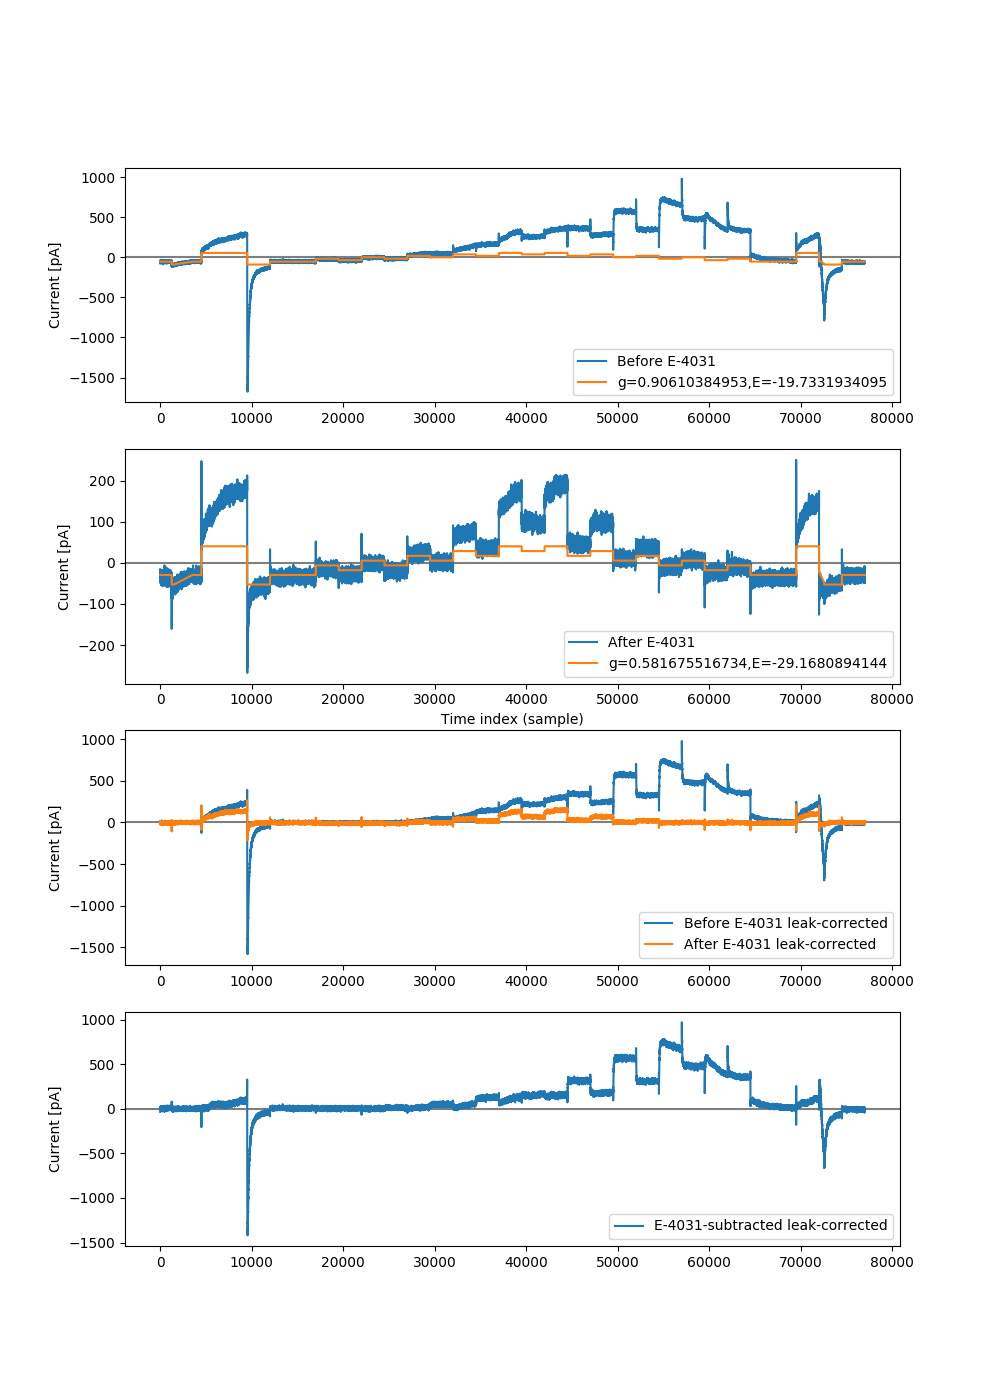 1000
500
0
−500
−1000
−1500
Current [pA]
Before E-4031
g=0.90610384953,E=-19.7331934095
0 10000 20000 30000 40000 50000 60000 70000 80000
200
100
0
−100
−200
Current [pA]
After E-4031
g=0.581675516734,E=-29.1680894144
0 10000 20000 30000 40000 50000 60000 70000 80000
Time index (sample)
1000
500
0
−500
−1000
−1500
Current [pA]
Before E-4031 leak-corrected
After E-4031 leak-corrected
0 10000 20000 30000 40000 50000 60000 70000 80000
1000
500
0
−500
−1000
−1500
Current [pA]
E-4031-subtracted leak-corrected
0 10000 20000 30000 40000 50000 60000 70000 80000